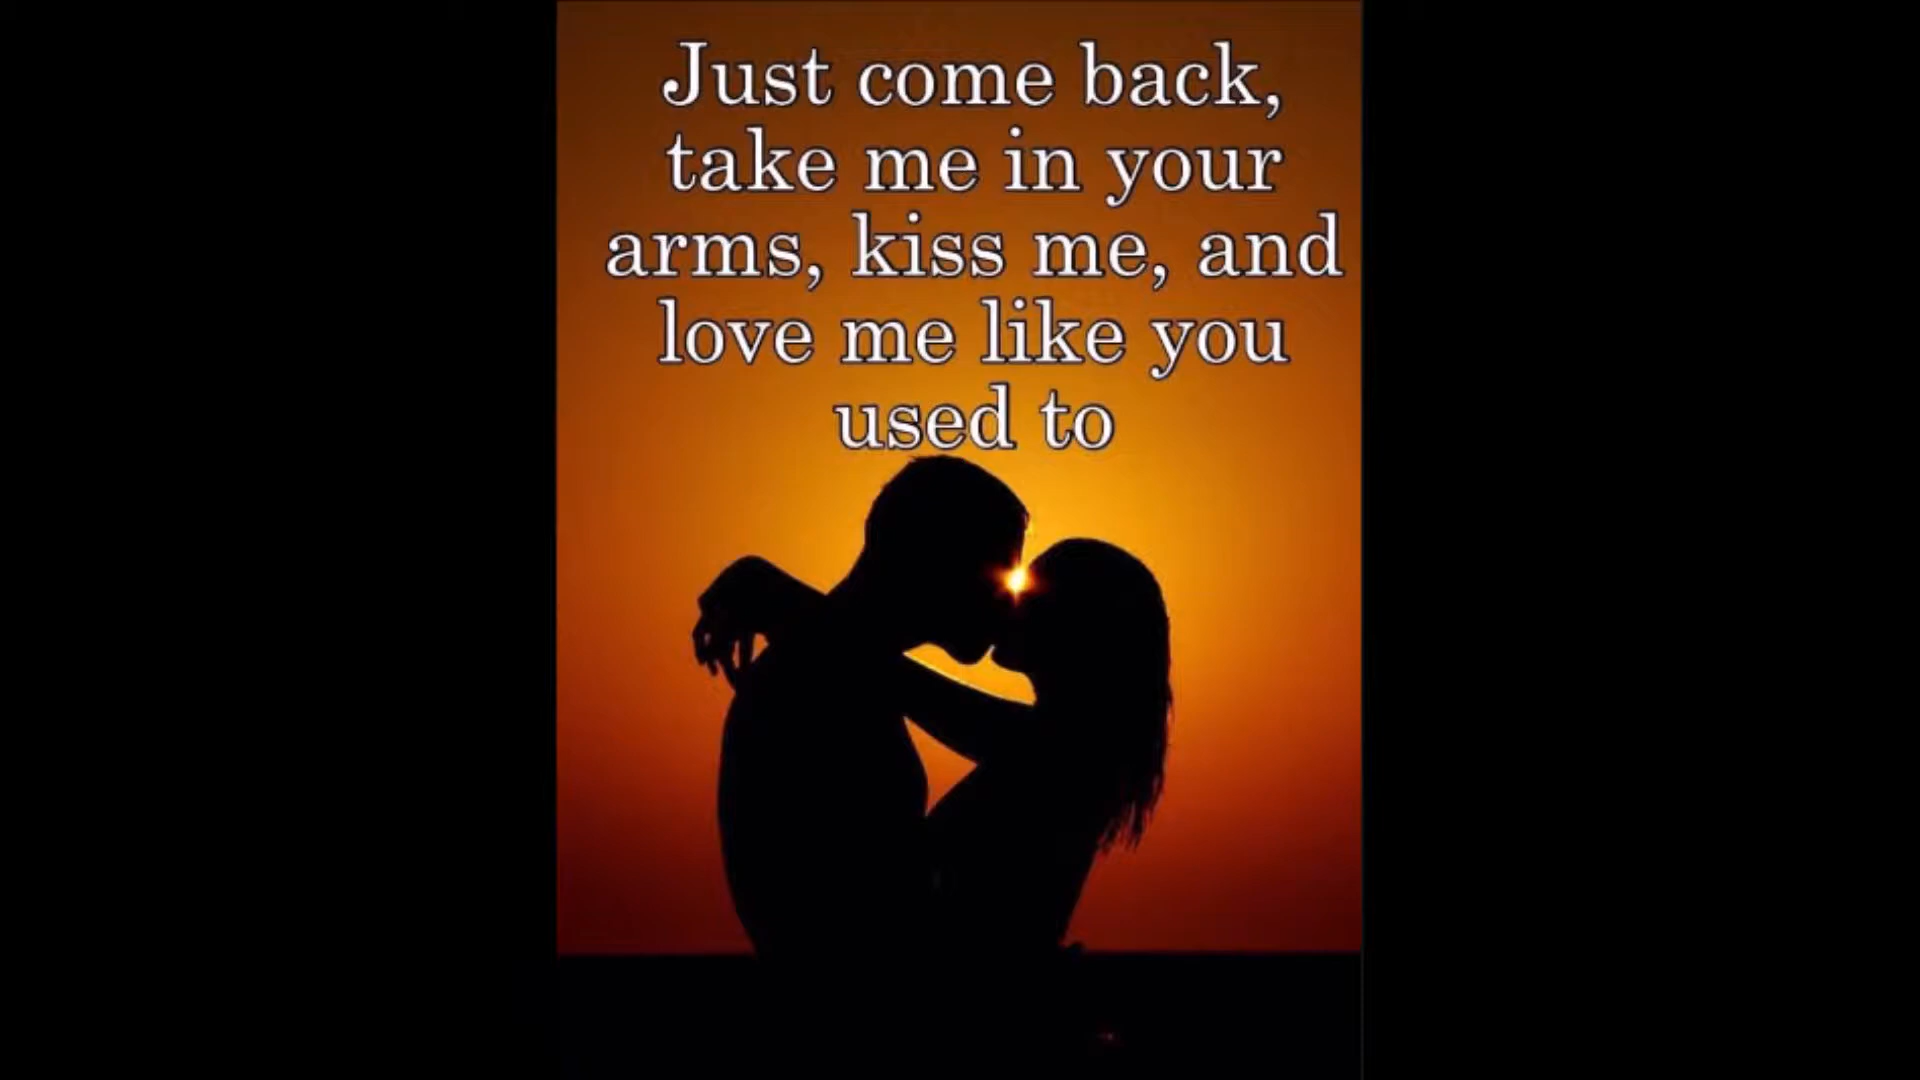 Just come back,
take me in your
arms, kiss me, and
love me like you
used to